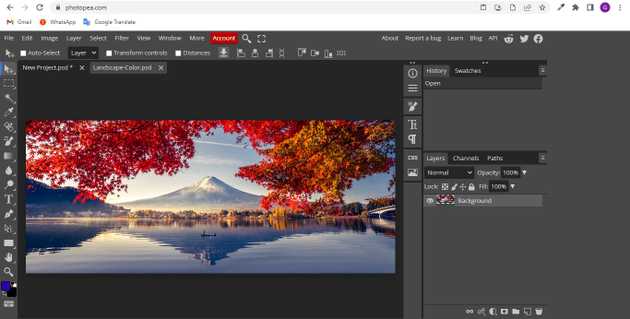 photopea.com
Gmail WhatsApp Google Translate
File Edit Image Layer Select Filter View Window More Account About Report a bug Learn Blog API
Auto-Select Layer Transform controls Distances
New Project.psd * Landscape-Color.psd
History Swatches
Open
CSS
Layers Channels Paths
Normal Opacity: 100%
Lock: Fill: 100%
Background